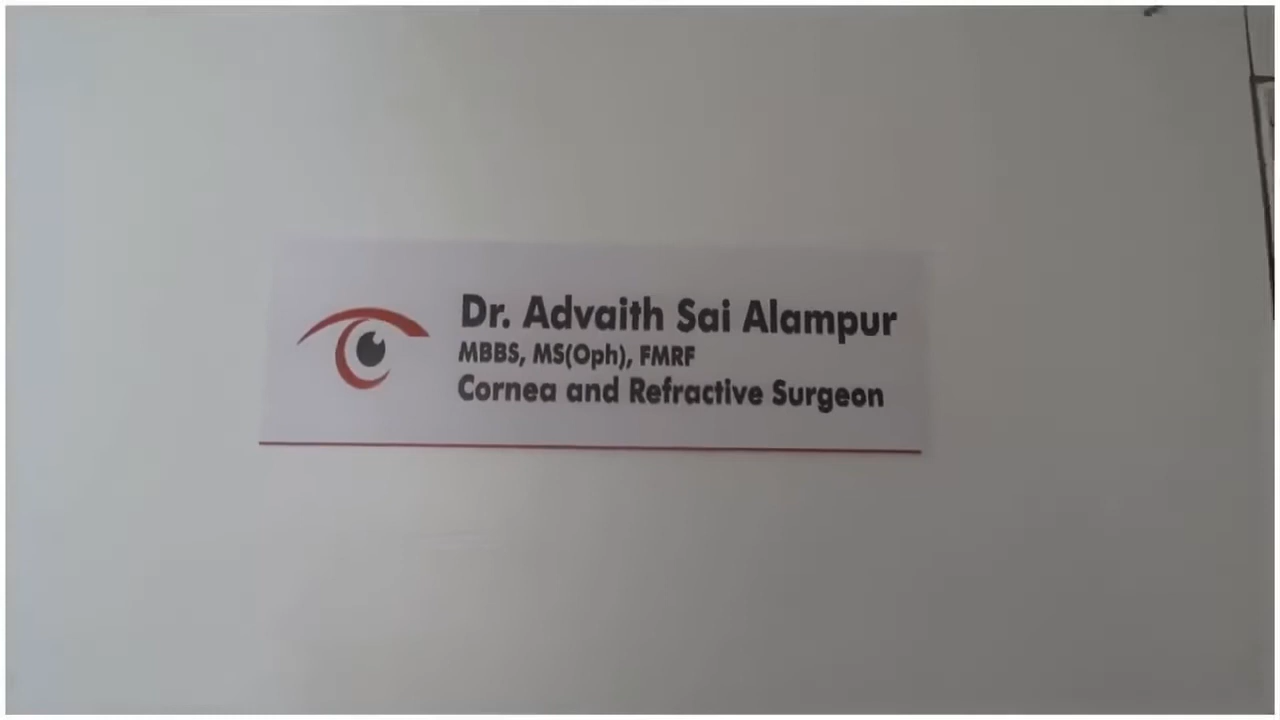 Dr. Advaith Sai Alampur
MBBS, MS(Oph), FMRF
Cornea and Refractive Surgeon